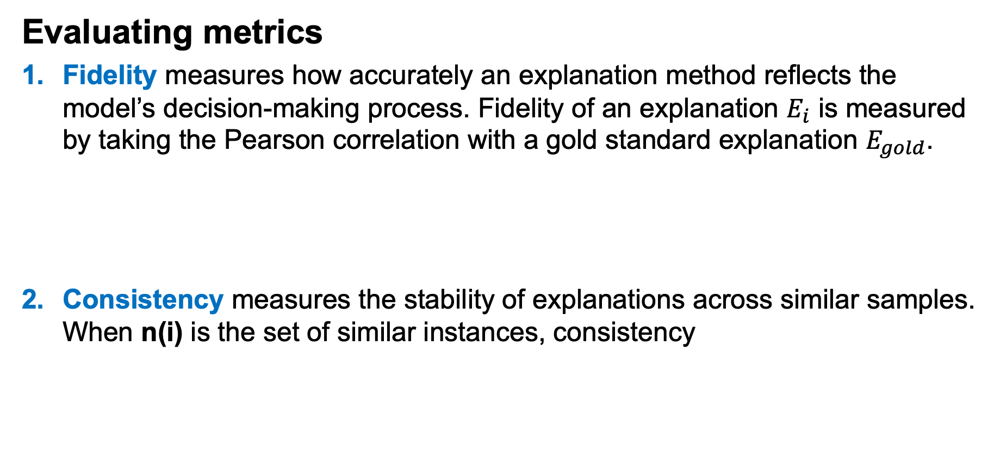 Evaluating metrics
1. Fidelity measures how accurately an explanation method reflects the
model’s decision-making process. Fidelity of an explanation E_i is measured
by taking the Pearson correlation with a gold standard explanation E_gold.
2. Consistency measures the stability of explanations across similar samples.
When n(i) is the set of similar instances, consistency